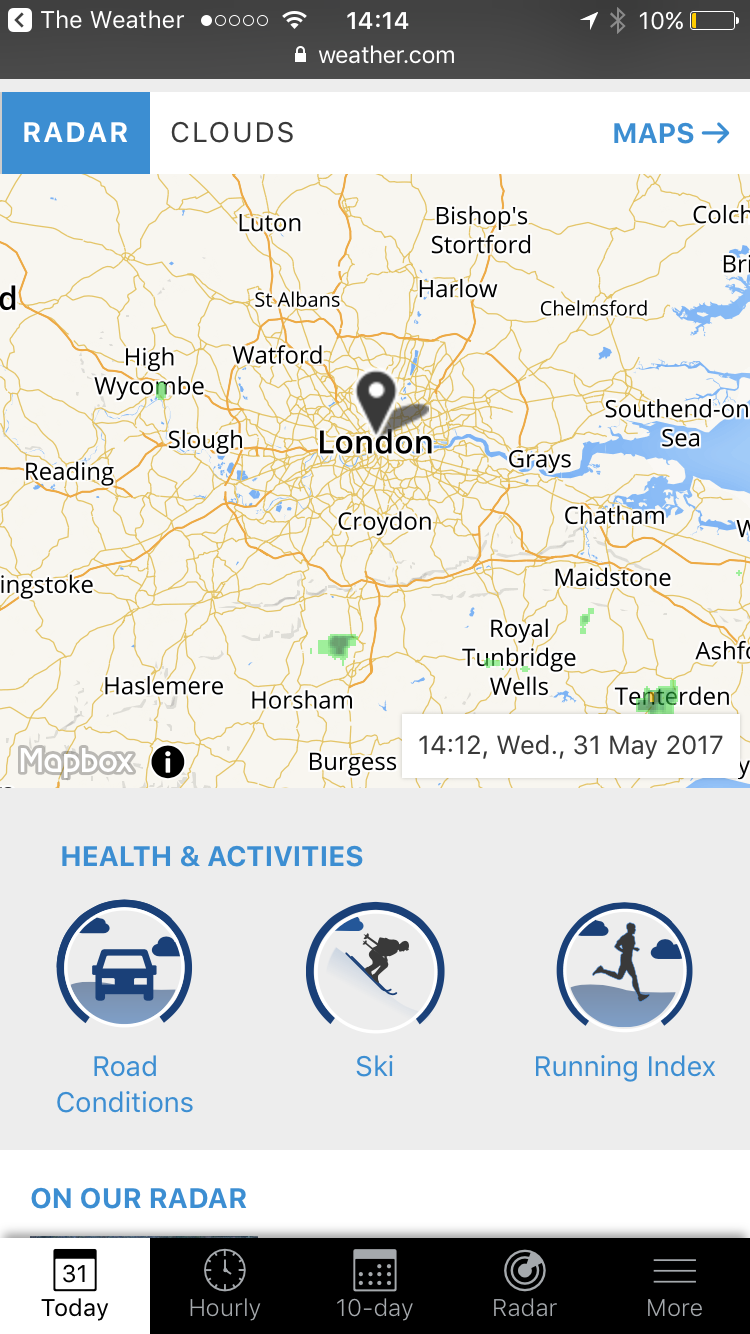 The Weather 14:14 10%
weather.com
RADAR CLOUDS MAPS
Luton
Bishop's
Stortford
Colch
Bri
d
St Albans
Harlow
Chelmsford
High
Wycombe
Watford
Slough
London
Southend-on
Sea
Reading
Grays
Croydon
Chatham
W
ingstoke
Maidstone
Royal
Tunbridge
Wells
Ashfo
Haslemere
Horsham
Tenterden
Mapbox
i
Burgess
14:12, Wed., 31 May 2017
y
HEALTH & ACTIVITIES
Road
Conditions
Ski
Running Index
ON OUR RADAR
31
Today
Hourly
10-day
Radar
More